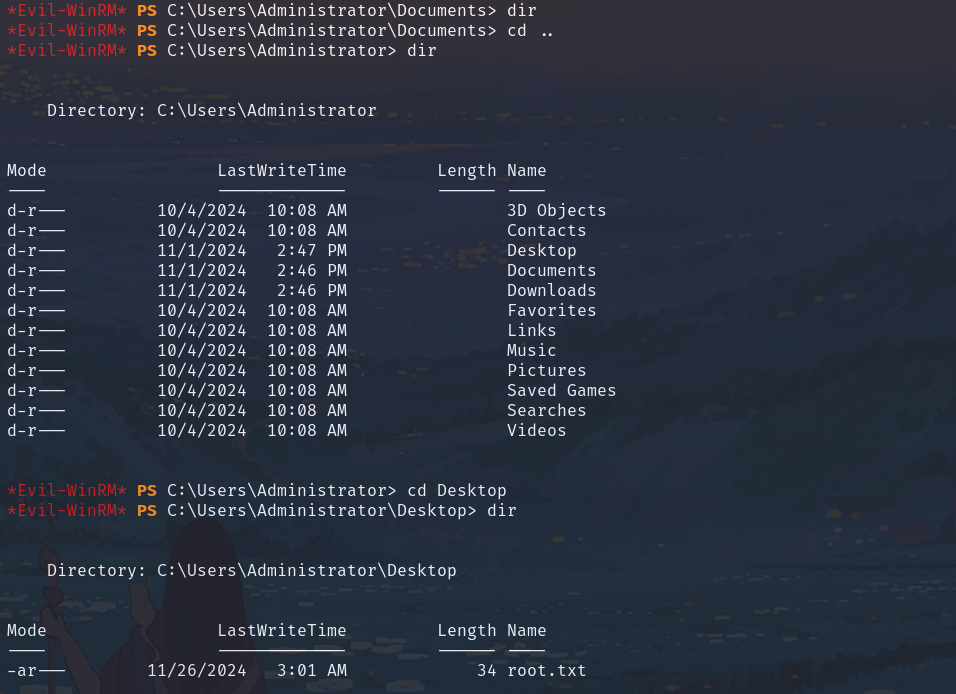 *Evil-WinRM* PS C:\Users\Administrator\Documents> dir
*Evil-WinRM* PS C:\Users\Administrator\Documents> cd ..
*Evil-WinRM* PS C:\Users\Administrator> dir
Directory: C:\Users\Administrator
Mode LastWriteTime Length Name
---- ------------- ------ ----
d-r--- 10/4/2024 10:08 AM 3D Objects
d-r--- 10/4/2024 10:08 AM Contacts
d-r--- 11/1/2024 2:47 PM Desktop
d-r--- 11/1/2024 2:46 PM Documents
d-r--- 11/1/2024 2:46 PM Downloads
d-r--- 10/4/2024 10:08 AM Favorites
d-r--- 10/4/2024 10:08 AM Links
d-r--- 10/4/2024 10:08 AM Music
d-r--- 10/4/2024 10:08 AM Pictures
d-r--- 10/4/2024 10:08 AM Saved Games
d-r--- 10/4/2024 10:08 AM Searches
d-r--- 10/4/2024 10:08 AM Videos
*Evil-WinRM* PS C:\Users\Administrator> cd Desktop
*Evil-WinRM* PS C:\Users\Administrator\Desktop> dir
Directory: C:\Users\Administrator\Desktop
Mode LastWriteTime Length Name
---- ------------- ------ ----
-ar--- 11/26/2024 3:01 AM 34 root.txt